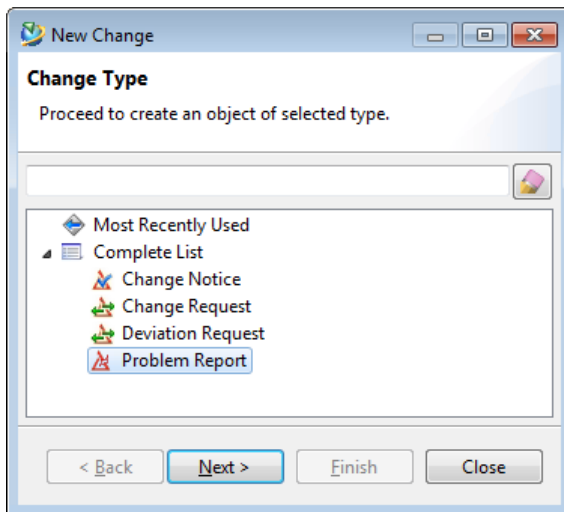 New Change
Change Type
Proceed to create an object of selected type.
Most Recently Used
Complete List
Change Notice
Change Request
Deviation Request
Problem Report
< Back Next > Finish Close